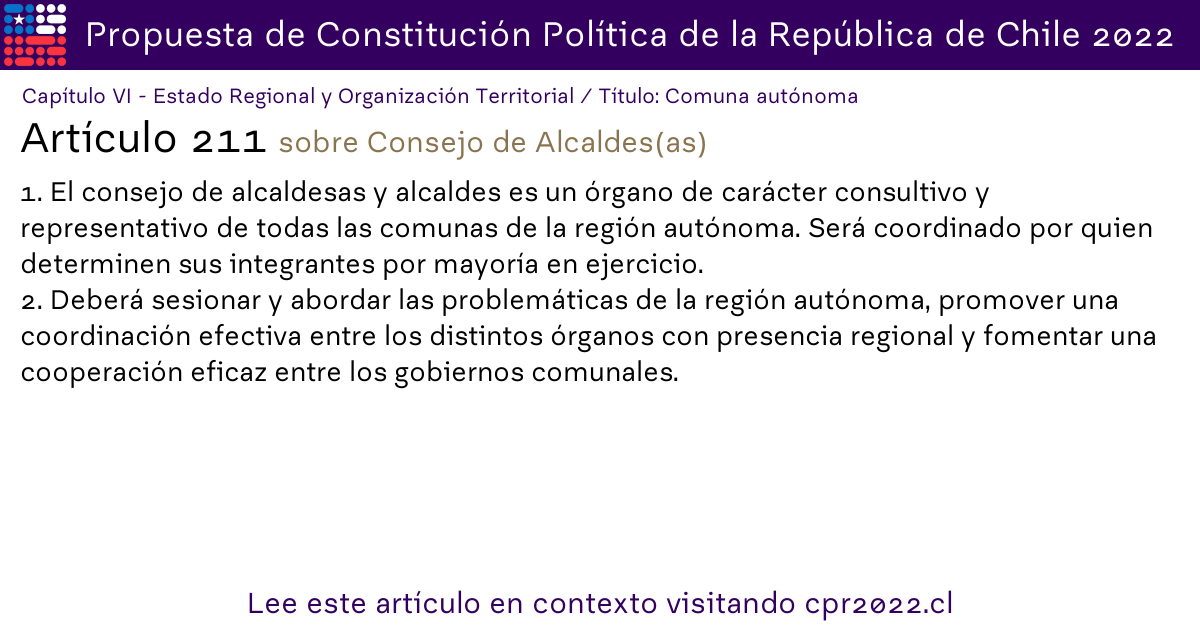 Propuesta de Constitución Política de la República de Chile 2022
Capítulo VI - Estado Regional y Organización Territorial / Título: Comuna autónoma
Artículo 211 sobre Consejo de Alcaldes(as)
1. El consejo de alcaldesas y alcaldes es un órgano de carácter consultivo y
representativo de todas las comunas de la región autónoma. Será coordinado por quien
determinen sus integrantes por mayoría en ejercicio.
2. Deberá sesionar y abordar las problemáticas de la región autónoma, promover una
coordinación efectiva entre los distintos órganos con presencia regional y fomentar una
cooperación eficaz entre los gobiernos comunales.
Lee este artículo en contexto visitando cpr2022.cl